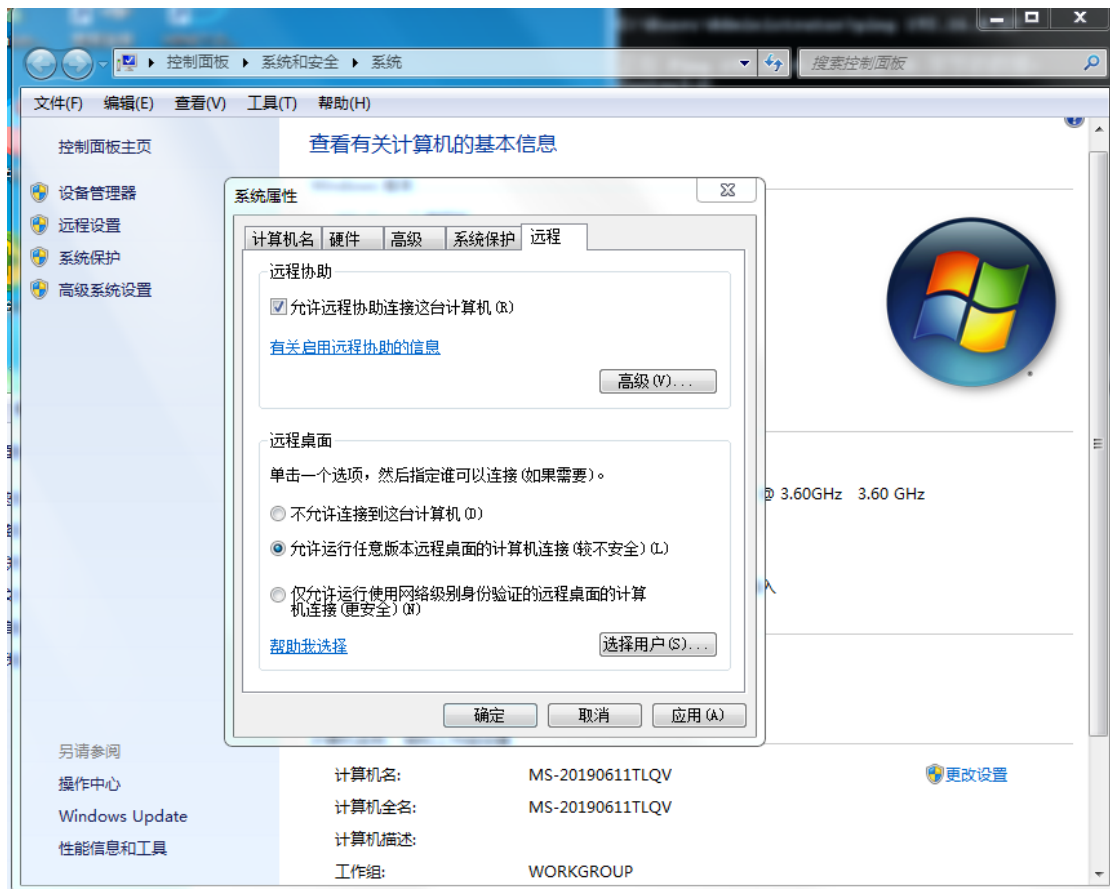 控制面板 系统和安全 系统
搜索控制面板
文件(F) 编辑(E) 查看(V) 工具(T) 帮助(H)
控制面板主页
设备管理器
远程设置
系统保护
高级系统设置
查看有关计算机的基本信息
系统属性
计算机名 硬件 高级 系统保护 远程
远程协助
允许远程协助连接这台计算机(R)
有关启用远程协助的信息
高级(V)...
远程桌面
单击一个选项，然后指定谁可以连接(如果需要)。
不允许连接到这台计算机(D)
允许运行任意版本远程桌面的计算机连接(较不安全)(L)
仅允许运行使用网络级别身份验证的远程桌面的计算
机连接(更安全)(N)
帮助我选择
选择用户(S)...
确定 取消 应用(A)
@ 3.60GHz 3.60 GHz
另请参阅
操作中心
Windows Update
性能信息和工具
计算机名: MS-20190611TLQV
更改设置
计算机全名: MS-20190611TLQV
计算机描述:
工作组: WORKGROUP